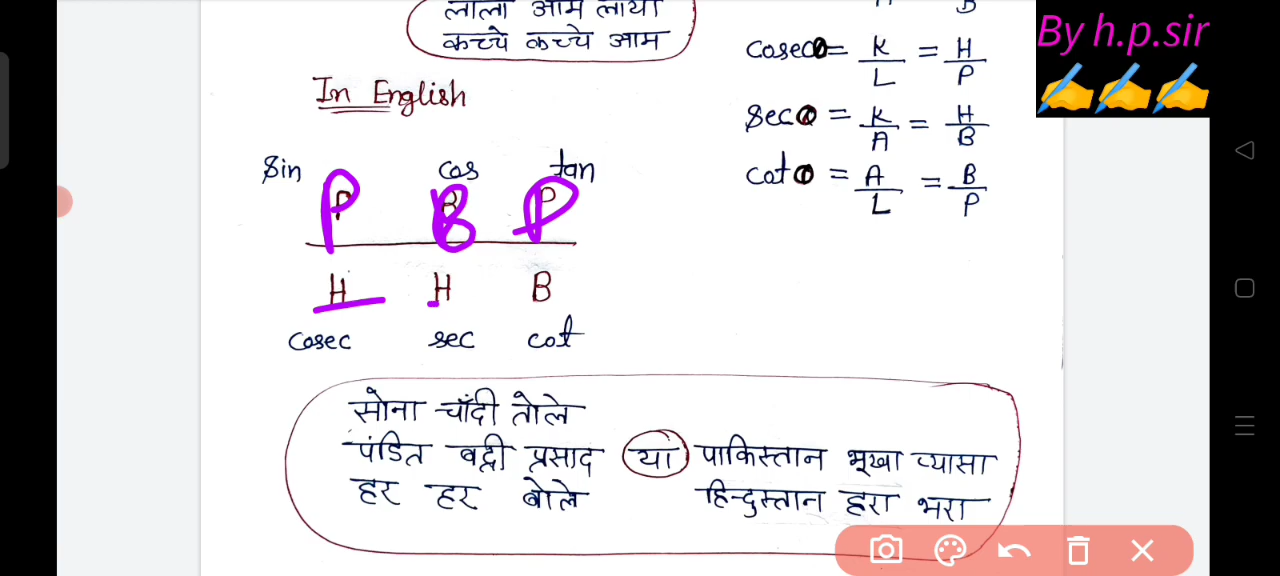 लाला आम लाया
कच्चे कच्चे आम
In English
sin cos tan
P B P
H H B
cosec sec cot
cosecθ = K/L = H/P
secθ = K/A = H/B
cotθ = A/L = B/P
By h.p.sir
✍✍✍
सोना चाँदी तोले
पंडित बद्री प्रसाद या पाकिस्तान भूखा प्यासा
हर हर बोले हिन्दुस्तान हरा भरा